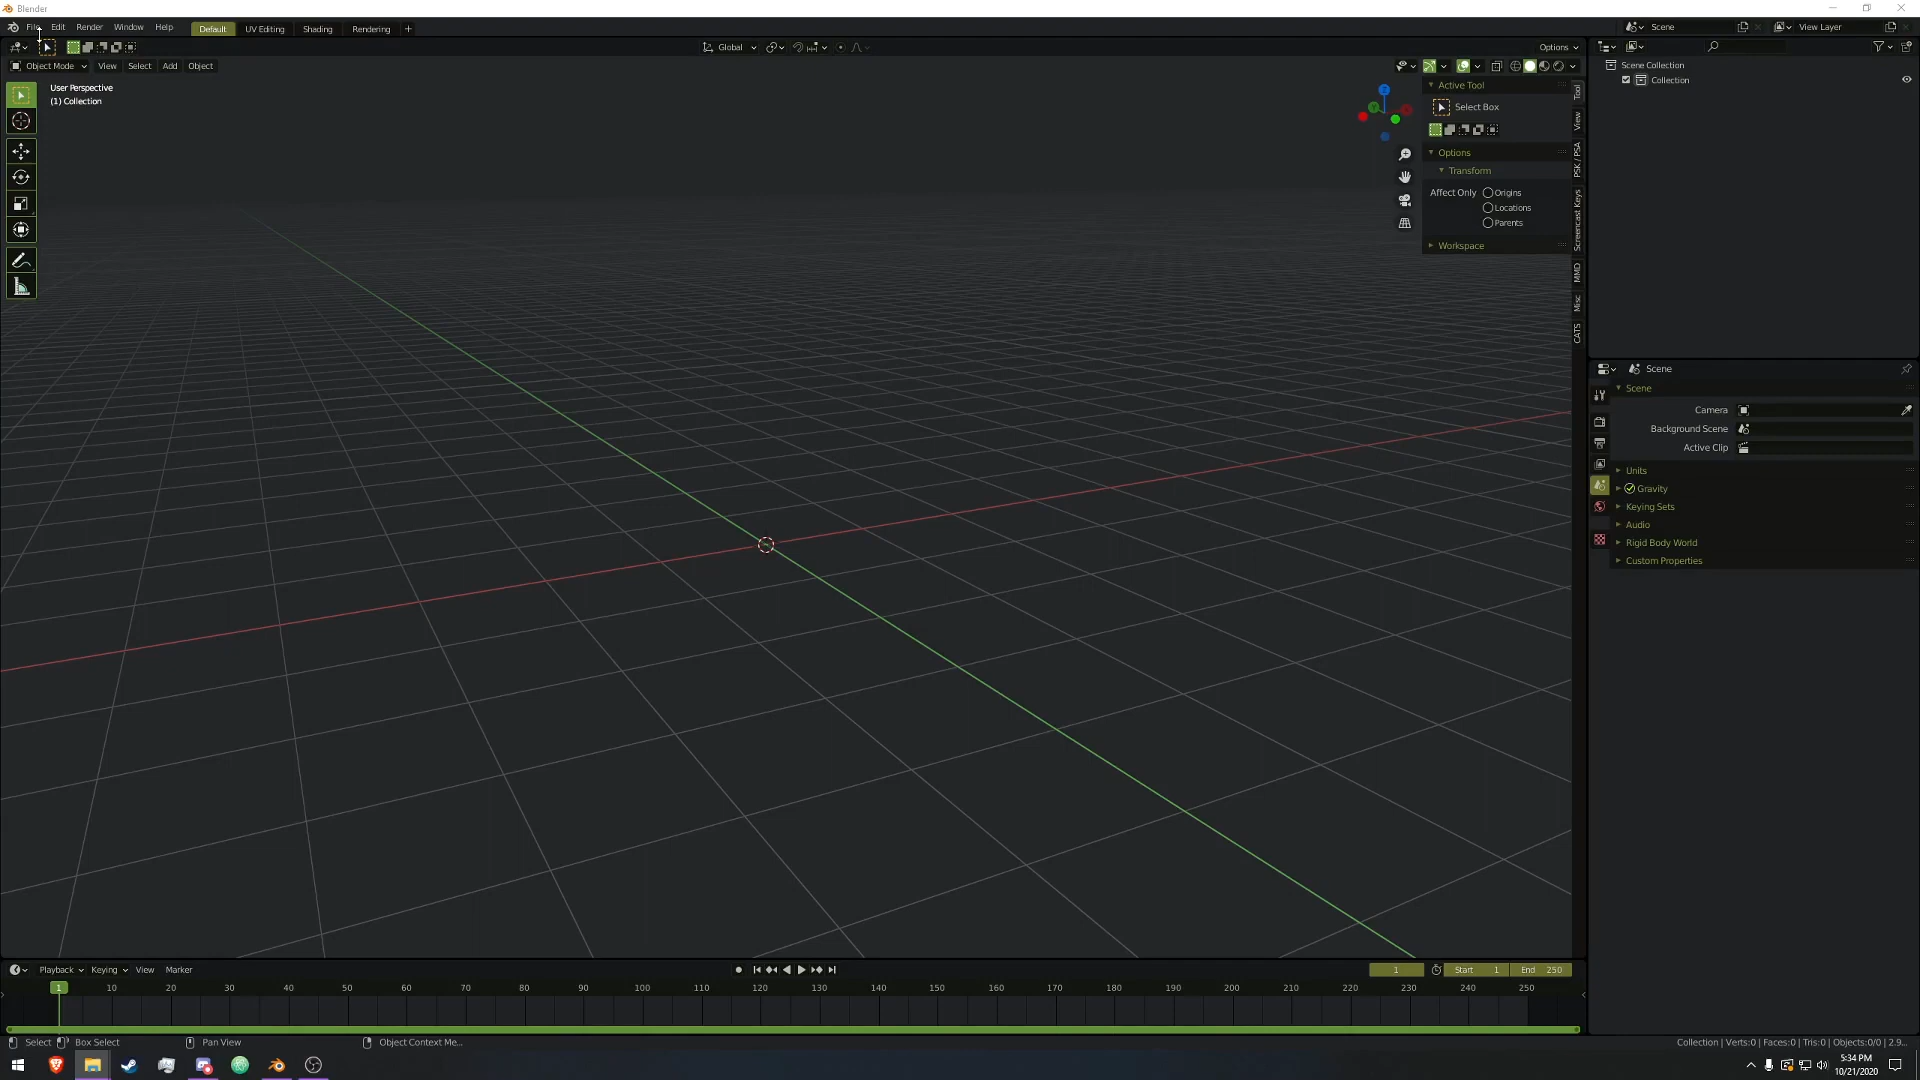 Blender
File Edit Render Window Help Default UV Editing Shading Rendering + Scene View Layer
Global Options
Object Mode View Select Add Object
User Perspective
(1) Collection
Z
Y
Active Tool
Select Box
Options
Transform
Affect Only Origins
Locations
Parents
Workspace
Tool
View
PSK / PSA
Screencast Keys
MMD
Misc
CATS
Scene Collection
Collection
Scene
Scene
Camera
Background Scene
Active Clip
Units
Gravity
Keying Sets
Audio
Rigid Body World
Custom Properties
Playback Keying View Marker 1 Start 1 End 250
1 10 20 30 40 50 60 70 80 90 100 110 120 130 140 150 160 170 180 190 200 210 220 230 240 250
Select Box Select Pan View Object Context Me... Collection | Verts:0 | Faces:0 | Tris:0 | Objects:0/0 | 2.9...
5:34 PM
10/21/2020